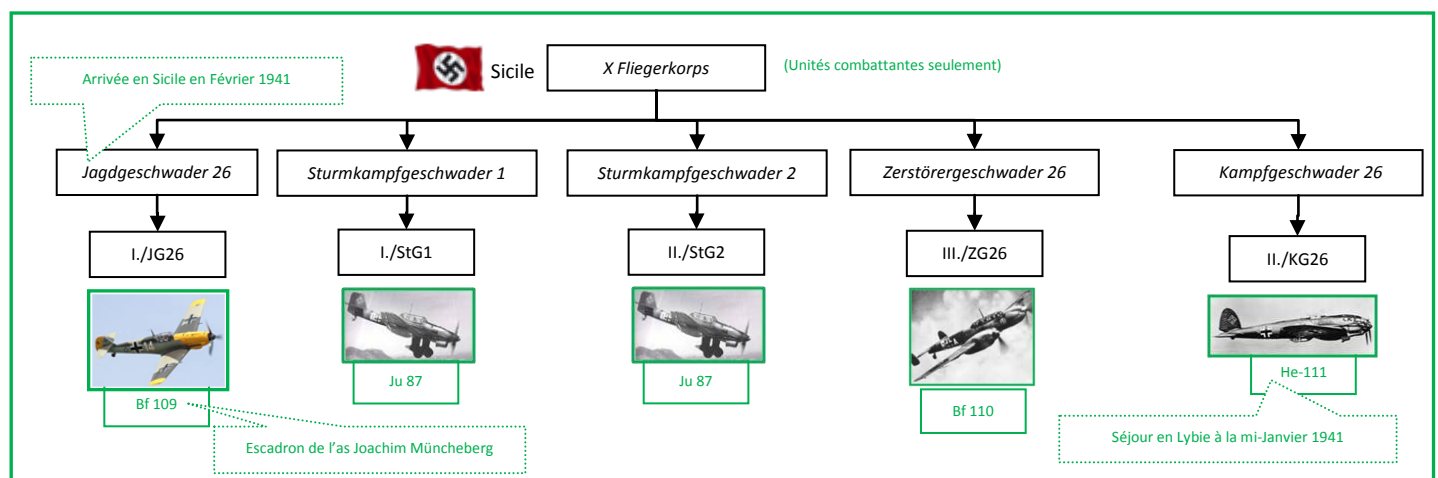 Sicile
X Fliegerkorps
(Unités combattantes seulement)
Arrivée en Sicile en Février 1941
Jagdgeschwader 26
Sturmkampfgeschwader 1
Sturmkampfgeschwader 2
Zerstörergeschwader 26
Kampfgeschwader 26
I./JG26
I./StG1
II./StG2
III./ZG26
II./KG26
Bf 109
Ju 87
Ju 87
Bf 110
He-111
Escadron de l’as Joachim Müncheberg
Séjour en Lybie à la mi-Janvier 1941